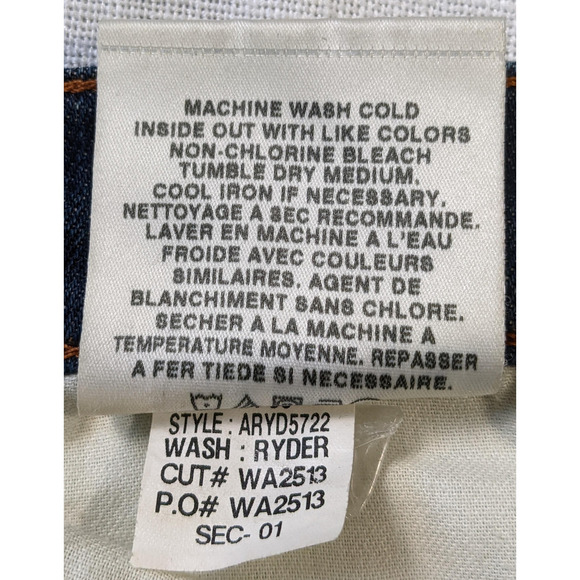 MACHINE WASH COLD
INSIDE OUT WITH LIKE COLORS
NON-CHLORINE BLEACH
TUMBLE DRY MEDIUM.
COOL IRON IF NECESSARY.
NETTOYAGE A SEC RECOMMANDE.
LAVER EN MACHINE A L'EAU
FROIDE AVEC COULEURS
SIMILAIRES. AGENT DE
BLANCHIMENT SANS CHLORE.
SECHER A LA MACHINE A
TEMPERATURE MOYENNE. REPASSER
A FER TIEDE SI NECESSAIRE.
STYLE : ARYD5722
WASH : RYDER
CUT# WA2513
P.O# WA2513
SEC- 01